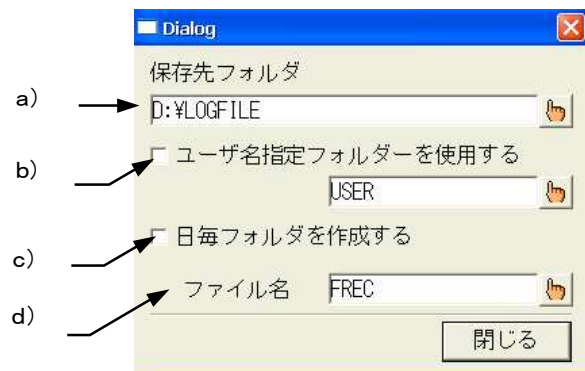 Dialog
保存先フォルダ
a)
D:¥LOGFILE
b)
ユーザ名指定フォルダーを使用する
USER
c)
日毎フォルダを作成する
d)
ファイル名 FREC
閉じる